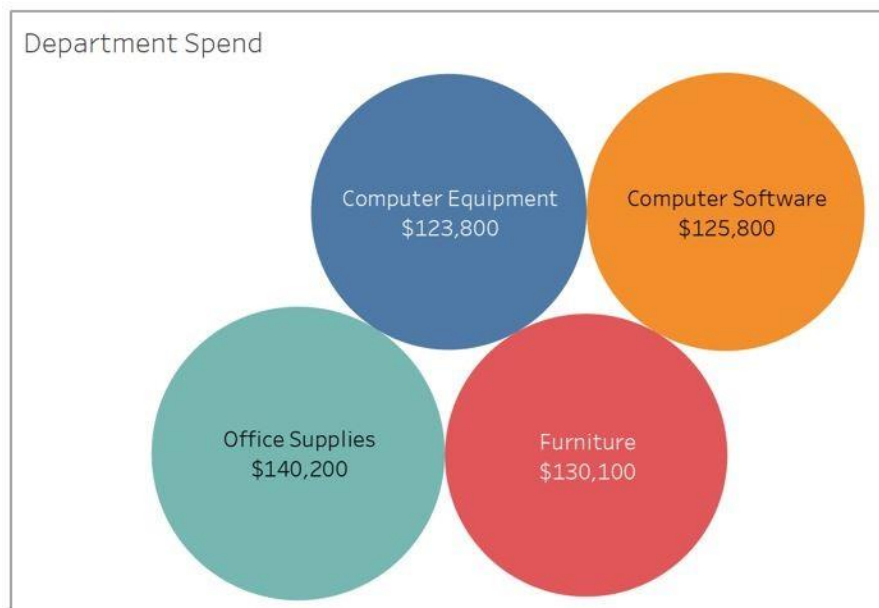 Department Spend
Computer Equipment
$123,800
Computer Software
$125,800
Office Supplies
$140,200
Furniture
$130,100